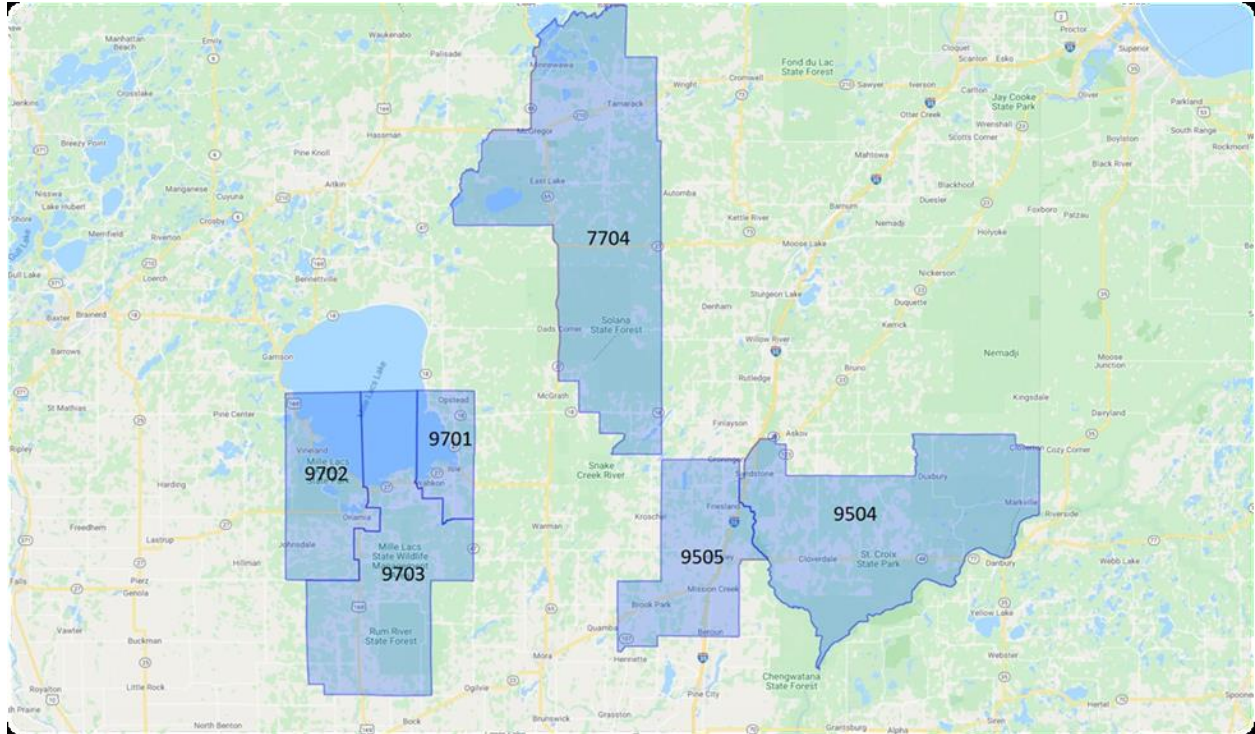 Waukenabo
Manhattan
Beach
Emily
Palisade
Proctor
Cloquet
Superior
Scanlon
Esko
Fond du Lac
State Forest
Minnewawa
Crosslake
Wright
Cromwell
Sawyer
Iverson
Carlton
Oliver
Jenkins
Jay Cooke
State Park
Parkland
Tamarack
Otter Creek
Hassman
McGregor
Wrenshall
South Range
Scotts Corner
Boylston
Rockmont
Breezy Point
Pine Knoll
Mahtowa
Black River
East Lake
Aitkin
Blackhoof
Nisswa
Manganese
Automba
Lake Hubert
Cuyuna
Duesler
Barnum
Foxboro
Patzau
Crosby
Kettle River
Nemadji
Merrifield
Riverton
7704
Holyoke
Moose Lake
Gull Lake
Loerch
Bennettville
Nickerson
Sturgeon Lake
Denham
Duquette
Baxter
Brainerd
Solana
State Forest
Dads Corner
Kerrick
Willow River
Barrows
Garrison
Nemadji
Moose
Junction
Mille Lacs Lake
Bruno
Rutledge
McGrath
Kingsdale
Opstead
St Mathias
Pine Center
Dairyland
Finlayson
Askov
9701
Vineland
Ripley
Cozy Corner
Mille Lacs
9702
Isle
Snake
Creek River
Groningen
Sandstone
Duxbury
Harding
Markville
Friesland
9504
Onamia
Riverside
Kroschel
Freedhem
Warman
Lastrup
Johnsdale
Mille Lacs
State Wildlife
9505
Cloverdale
St. Croix
State Park
Hillman
Danbury
Webb Lake
9703
Falls
Pierz
Genola
Mission Creek
Brook Park
Yellow Lake
Vawter
Rum River
State Forest
Quamba
Beroun
Buckman
Mora
Henriette
Webster
Chengwatana
State Forest
Royalton
Little Rock
Ogilvie
Pine City
Hertel
North Benton
Bock
Brunswick
Grasston
Grantsburg
Alpha
Siren